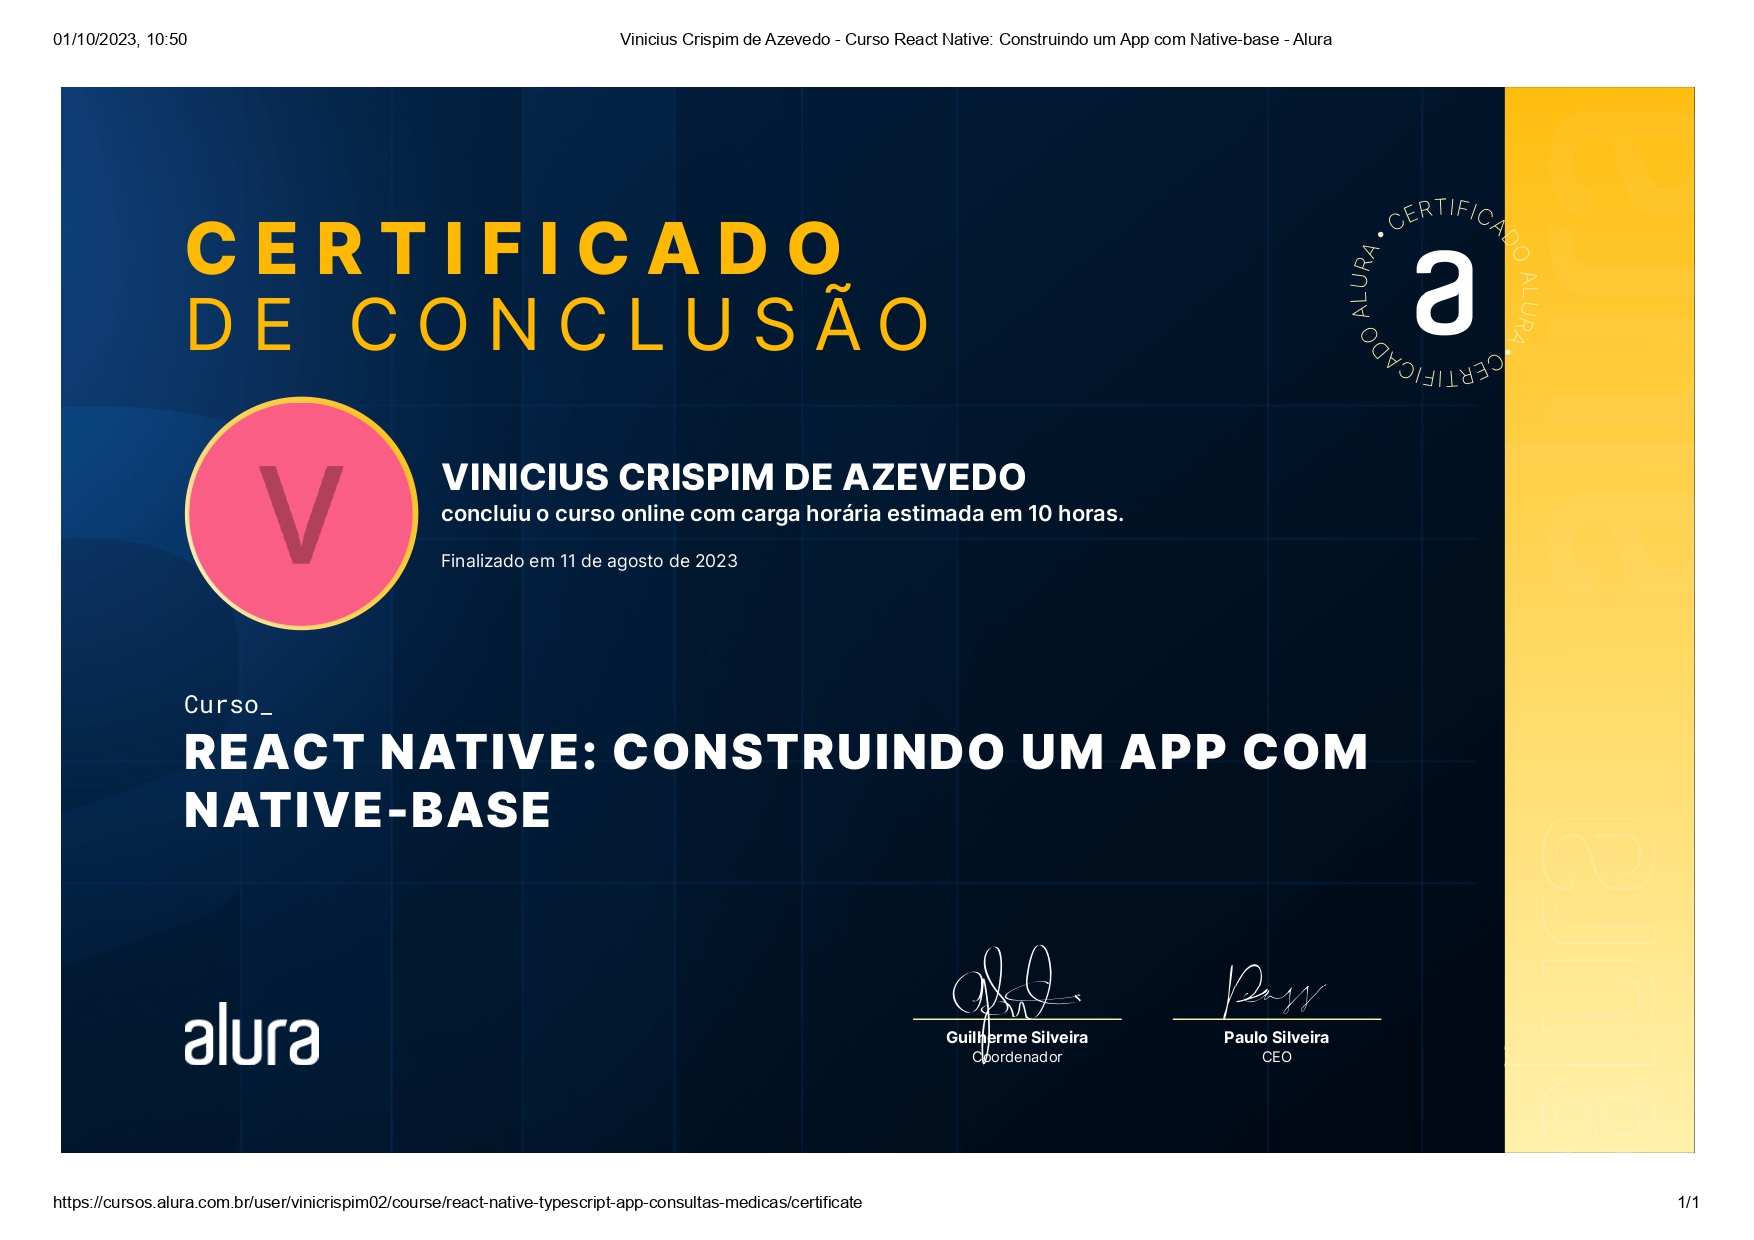 01/10/2023, 10:50
Vinicius Crispim de Azevedo - Curso React Native: Construindo um App com Native-base - Alura
CERTIFICADO
DE CONCLUSÃO
CERTIFICADO ALURA • CERTIFICADO ALURA •
a
V
VINICIUS CRISPIM DE AZEVEDO
concluiu o curso online com carga horária estimada em 10 horas.
Finalizado em 11 de agosto de 2023
Curso_
REACT NATIVE: CONSTRUINDO UM APP COM
NATIVE-BASE
alura
Guilherme Silveira
Coordenador
Paulo Silveira
CEO
alura
alura
https://cursos.alura.com.br/user/vinicrispim02/course/react-native-typescript-app-consultas-medicas/certificate
1/1